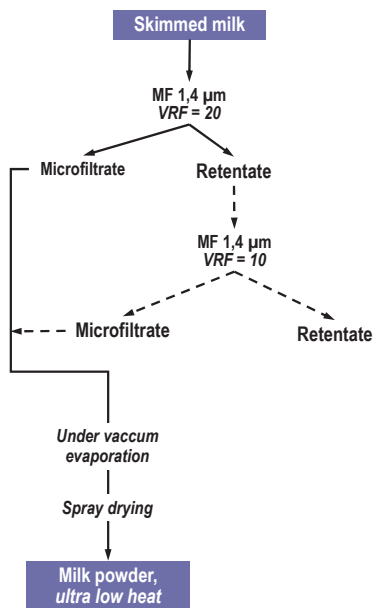 Skimmed milk
MF 1,4 µm
VRF = 20
Microfiltrate
Retentate
MF 1,4 µm
VRF = 10
Microfiltrate
Retentate
Under vaccum
evaporation
Spray drying
Milk powder,
ultra low heat